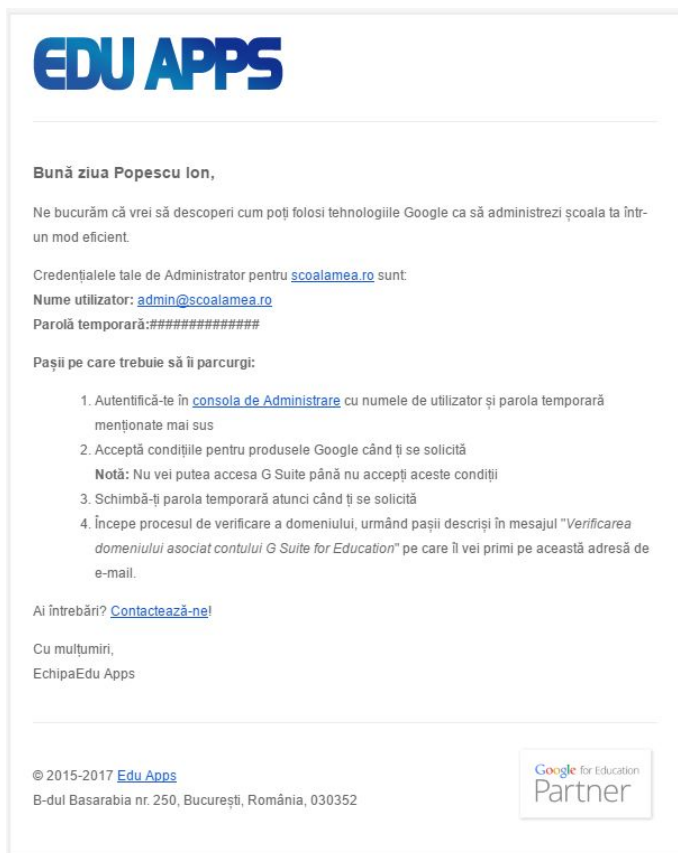 EDU APPS
Bună ziua Popescu Ion,
Ne bucurăm că vrei să descoperi cum poți folosi tehnologiile Google ca să administrezi școala ta într-
un mod eficient.
Credențialele tale de Administrator pentru scoalamea.ro sunt:
Nume utilizator: admin@scoalamea.ro
Parolă temporară:##############
Pașii pe care trebuie să îi parcurgi:
1. Autentifică-te în consola de Administrare cu numele de utilizator și parola temporară
menționate mai sus
2. Acceptă condițiile pentru produsele Google când ți se solicită
Notă: Nu vei putea accesa G Suite până nu accepți aceste condiții
3. Schimbă-ți parola temporară atunci când ți se solicită
4. Începe procesul de verificare a domeniului, urmând pașii descriși în mesajul "Verificarea
domeniului asociat contului G Suite for Education" pe care îl vei primi pe această adresă de
e-mail.
Ai întrebări? Contactează-ne!
Cu mulțumiri,
EchipaEdu Apps
© 2015-2017 Edu Apps
B-dul Basarabia nr. 250, București, România, 030352
Google for Education
Partner